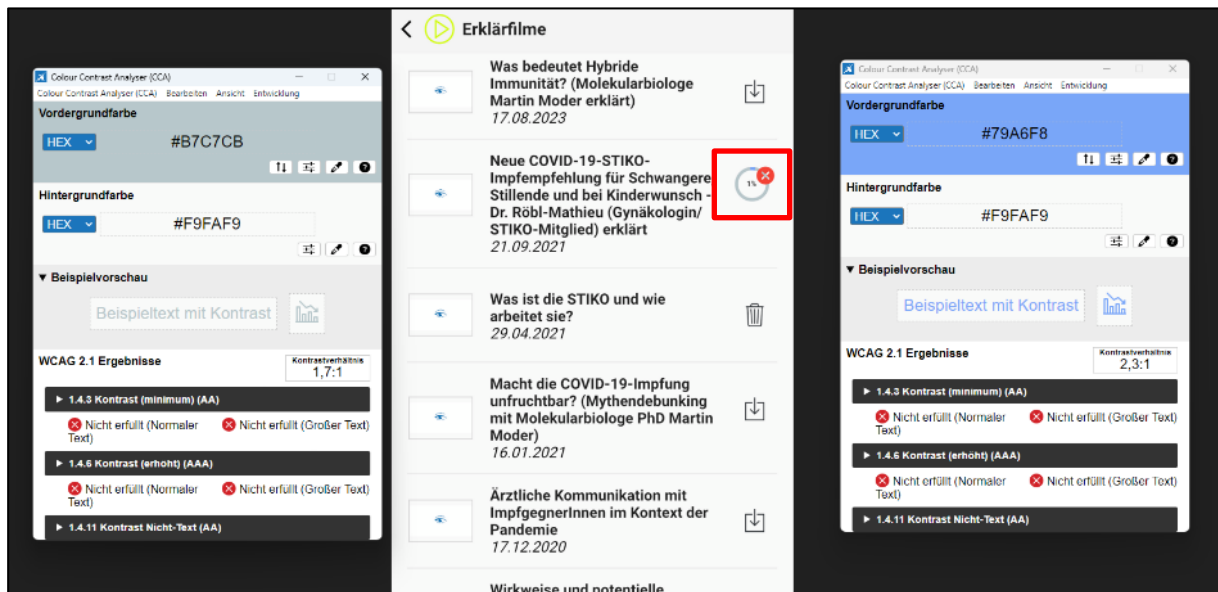 Colour Contrast Analyser (CCA)
Colour Contrast Analyser (CCA) Bearbeiten Ansicht Entwicklung
Vordergrundfarbe
HEX #B7C7CB
Hintergrundfarbe
HEX #F9FAF9
▼ Beispielvorschau
Beispieltext mit Kontrast
WCAG 2.1 Ergebnisse
Kontrastverhältnis
1,7:1
▶ 1.4.3 Kontrast (minimum) (AA)
Nicht erfüllt (Normaler Text) Nicht erfüllt (Großer Text)
▶ 1.4.6 Kontrast (erhöht) (AAA)
Nicht erfüllt (Normaler Text) Nicht erfüllt (Großer Text)
▶ 1.4.11 Kontrast Nicht-Text (AA)
Erklärfilme
Was bedeutet Hybride
Immunität? (Molekularbiologe
Martin Moder erklärt)
17.08.2023
Neue COVID-19-STIKO-
Impfempfehlung für Schwangere
Stillende und bei Kinderwunsch -
Dr. Röbl-Mathieu (Gynäkologin/
STIKO-Mitglied) erklärt
21.09.2021
1%
Was ist die STIKO und wie
arbeitet sie?
29.04.2021
Macht die COVID-19-Impfung
unfruchtbar? (Mythendebunking
mit Molekularbiologe PhD Martin
Moder)
16.01.2021
Ärztliche Kommunikation mit
ImpfgegnerInnen im Kontext der
Pandemie
17.12.2020
Wirkweise und potentielle
Colour Contrast Analyser (CCA)
Colour Contrast Analyser (CCA) Bearbeiten Ansicht Entwicklung
Vordergrundfarbe
HEX #79A6F8
Hintergrundfarbe
HEX #F9FAF9
▼ Beispielvorschau
Beispieltext mit Kontrast
WCAG 2.1 Ergebnisse
Kontrastverhältnis
2,3:1
▶ 1.4.3 Kontrast (minimum) (AA)
Nicht erfüllt (Normaler Text) Nicht erfüllt (Großer Text)
▶ 1.4.6 Kontrast (erhöht) (AAA)
Nicht erfüllt (Normaler Text) Nicht erfüllt (Großer Text)
▶ 1.4.11 Kontrast Nicht-Text (AA)